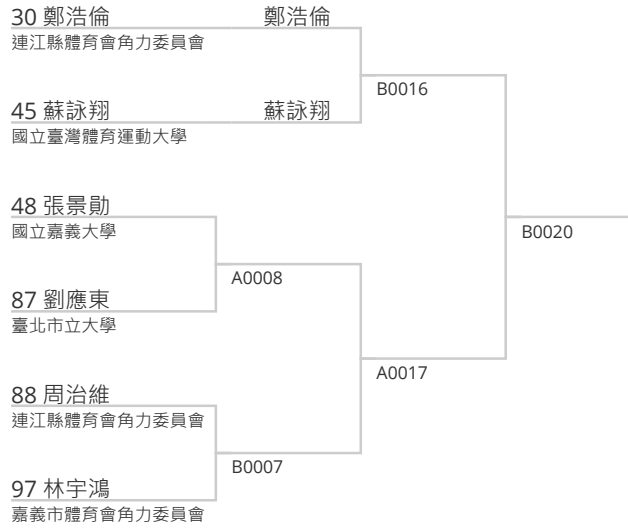 30 鄭浩倫 鄭浩倫
連江縣體育會角力委員會
B0016
45 蘇詠翔 蘇詠翔
國立臺灣體育運動大學
48 張景勛
國立嘉義大學
B0020
A0008
87 劉應東
臺北市立大學
A0017
88 周治維
連江縣體育會角力委員會
B0007
97 林宇鴻
嘉義市體育會角力委員會